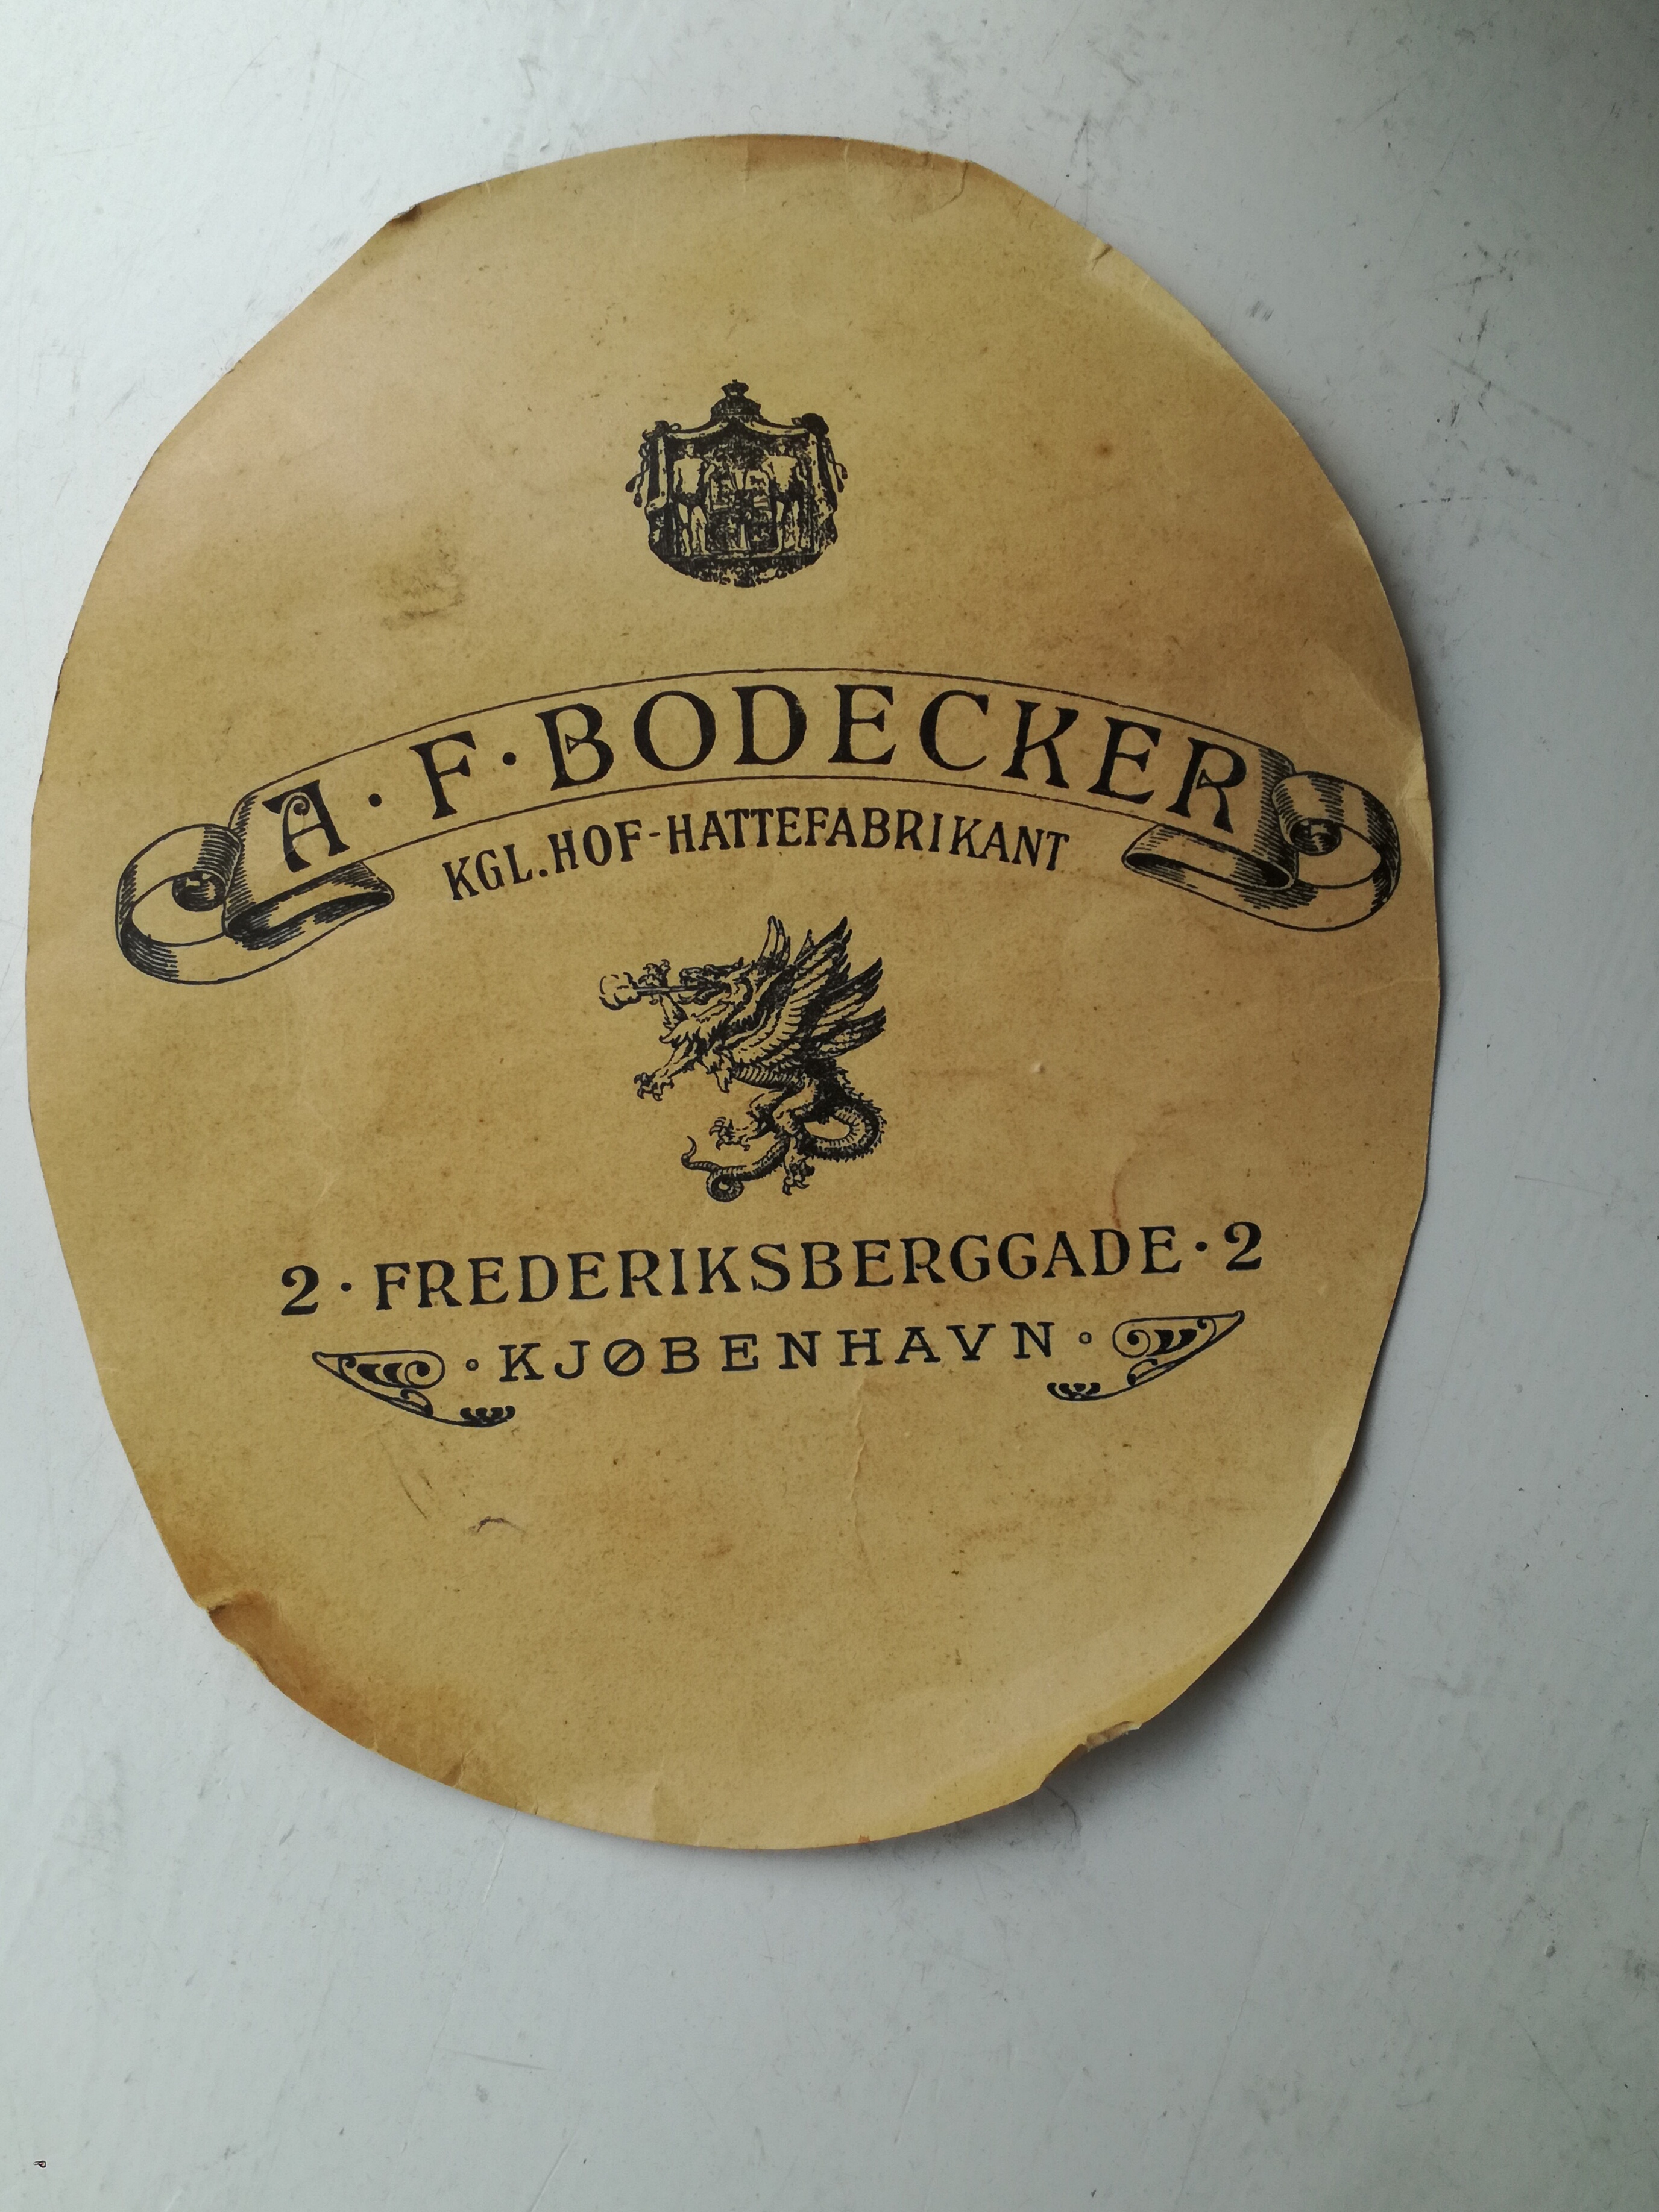 A · F · BODECKER
KGL. HOF-HATTEFABRIKANT
2 · FREDERIKSBERGGADE · 2
· KJØBENHAVN ·